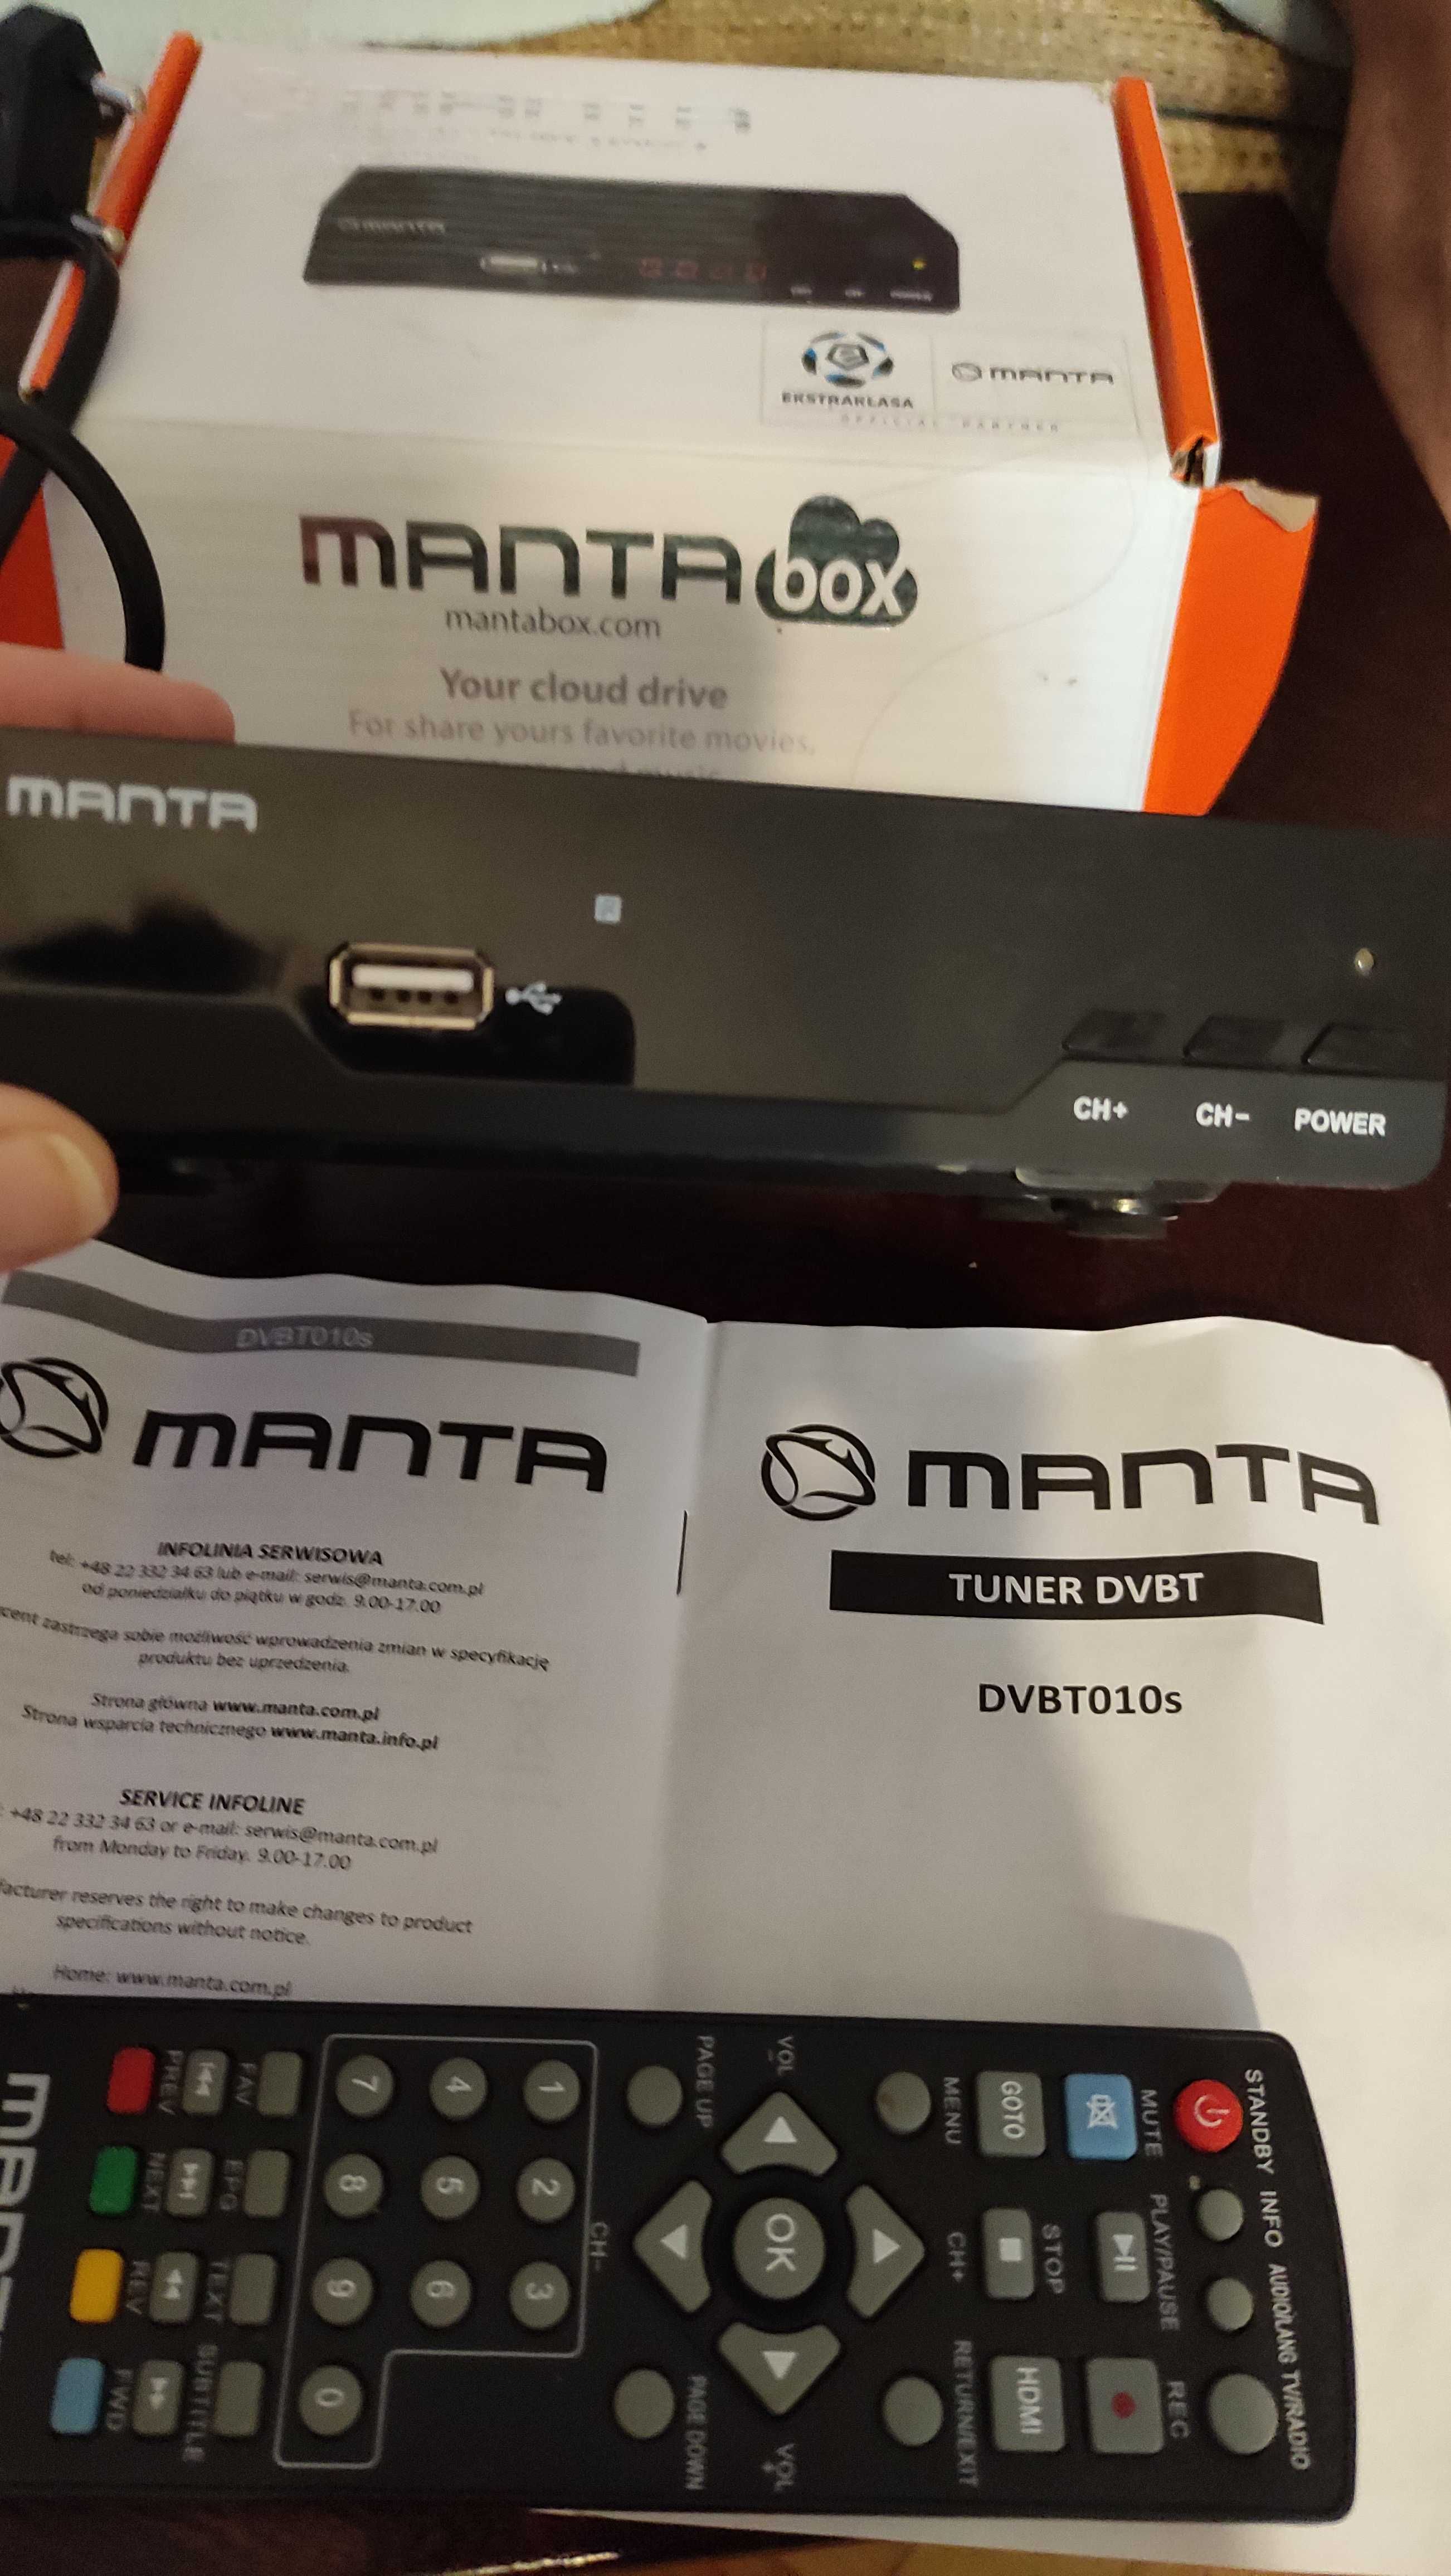 MANTA
EKSTRAKLASA
MANTA
OFFICIAL PARTNER
MANTA box
mantabox.com
Your cloud drive
For share yours favorite movies,
MANTA
CH+
CH-
POWER
DVBT010s
MANTA
INFOLINIA SERWISOWA
tel: +48 22 332 34 63 lub e-mail: serwis@manta.com.pl
od poniedziałku do piątku w godz. 9.00-17.00
zastrzega sobie możliwość wprowadzenia zmian w specyfikację
produktu bez uprzedzenia.
Strona główna www.manta.com.pl
Strona wsparcia technicznego www.manta.info.pl
SERVICE INFOLINE
: +48 22 332 34 63 or e-mail: serwis@manta.com.pl
from Monday to Friday. 9.00-17.00
reserves the right to make changes to product
specifications without notice.
Home: www.manta.com.pl
MANTA
TUNER DVBT
DVBT010s
STANDBY INFO AUDIO/LANG TV/RADIO
MUTE PLAY/PAUSE REC
GOTO STOP HDMI
MENU CH+ RETURN/EXIT
VOL- OK VOL+
PAGE UP CH- PAGE DOWN
1 2 3
4 5 6
7 8 9 0
FAV EPG TEXT SUBTITLE
PREV NEXT REV FWD